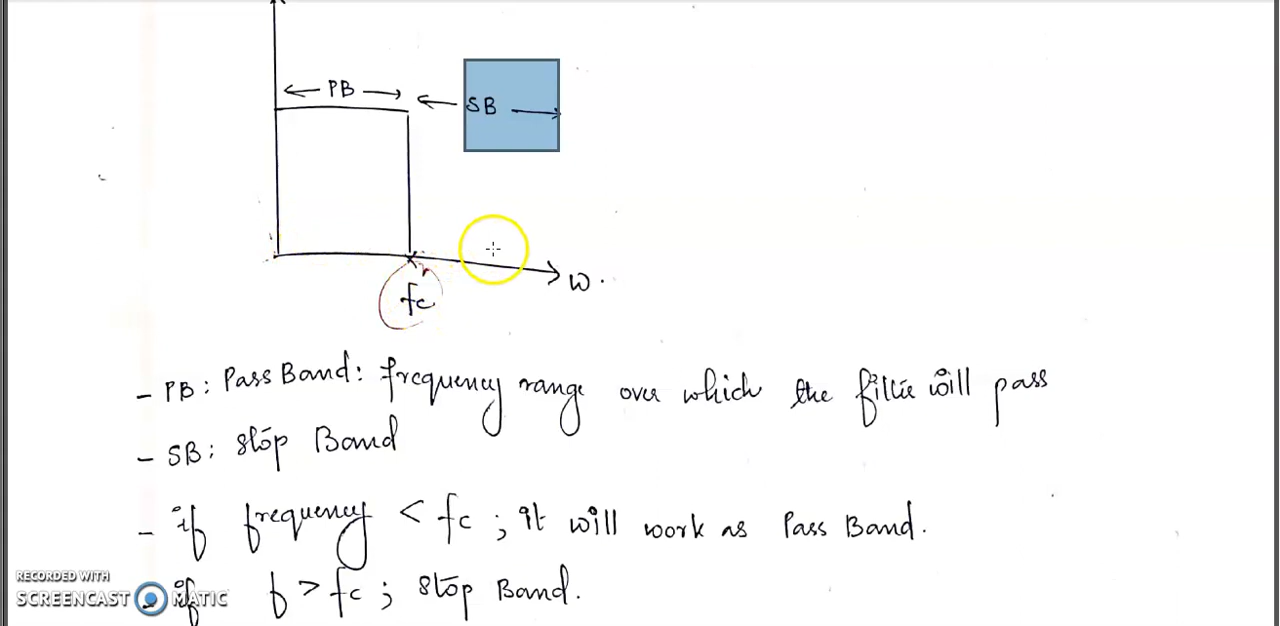 ← PB →
← SB →
fc
ω.
- PB: Pass Band: frequency range over which the filter will pass
- SB: Stop Band
- if frequency < fc ; it will work as Pass Band.
- if f > fc ; Stop Band.
RECORDED WITH
SCREENCAST MATIC